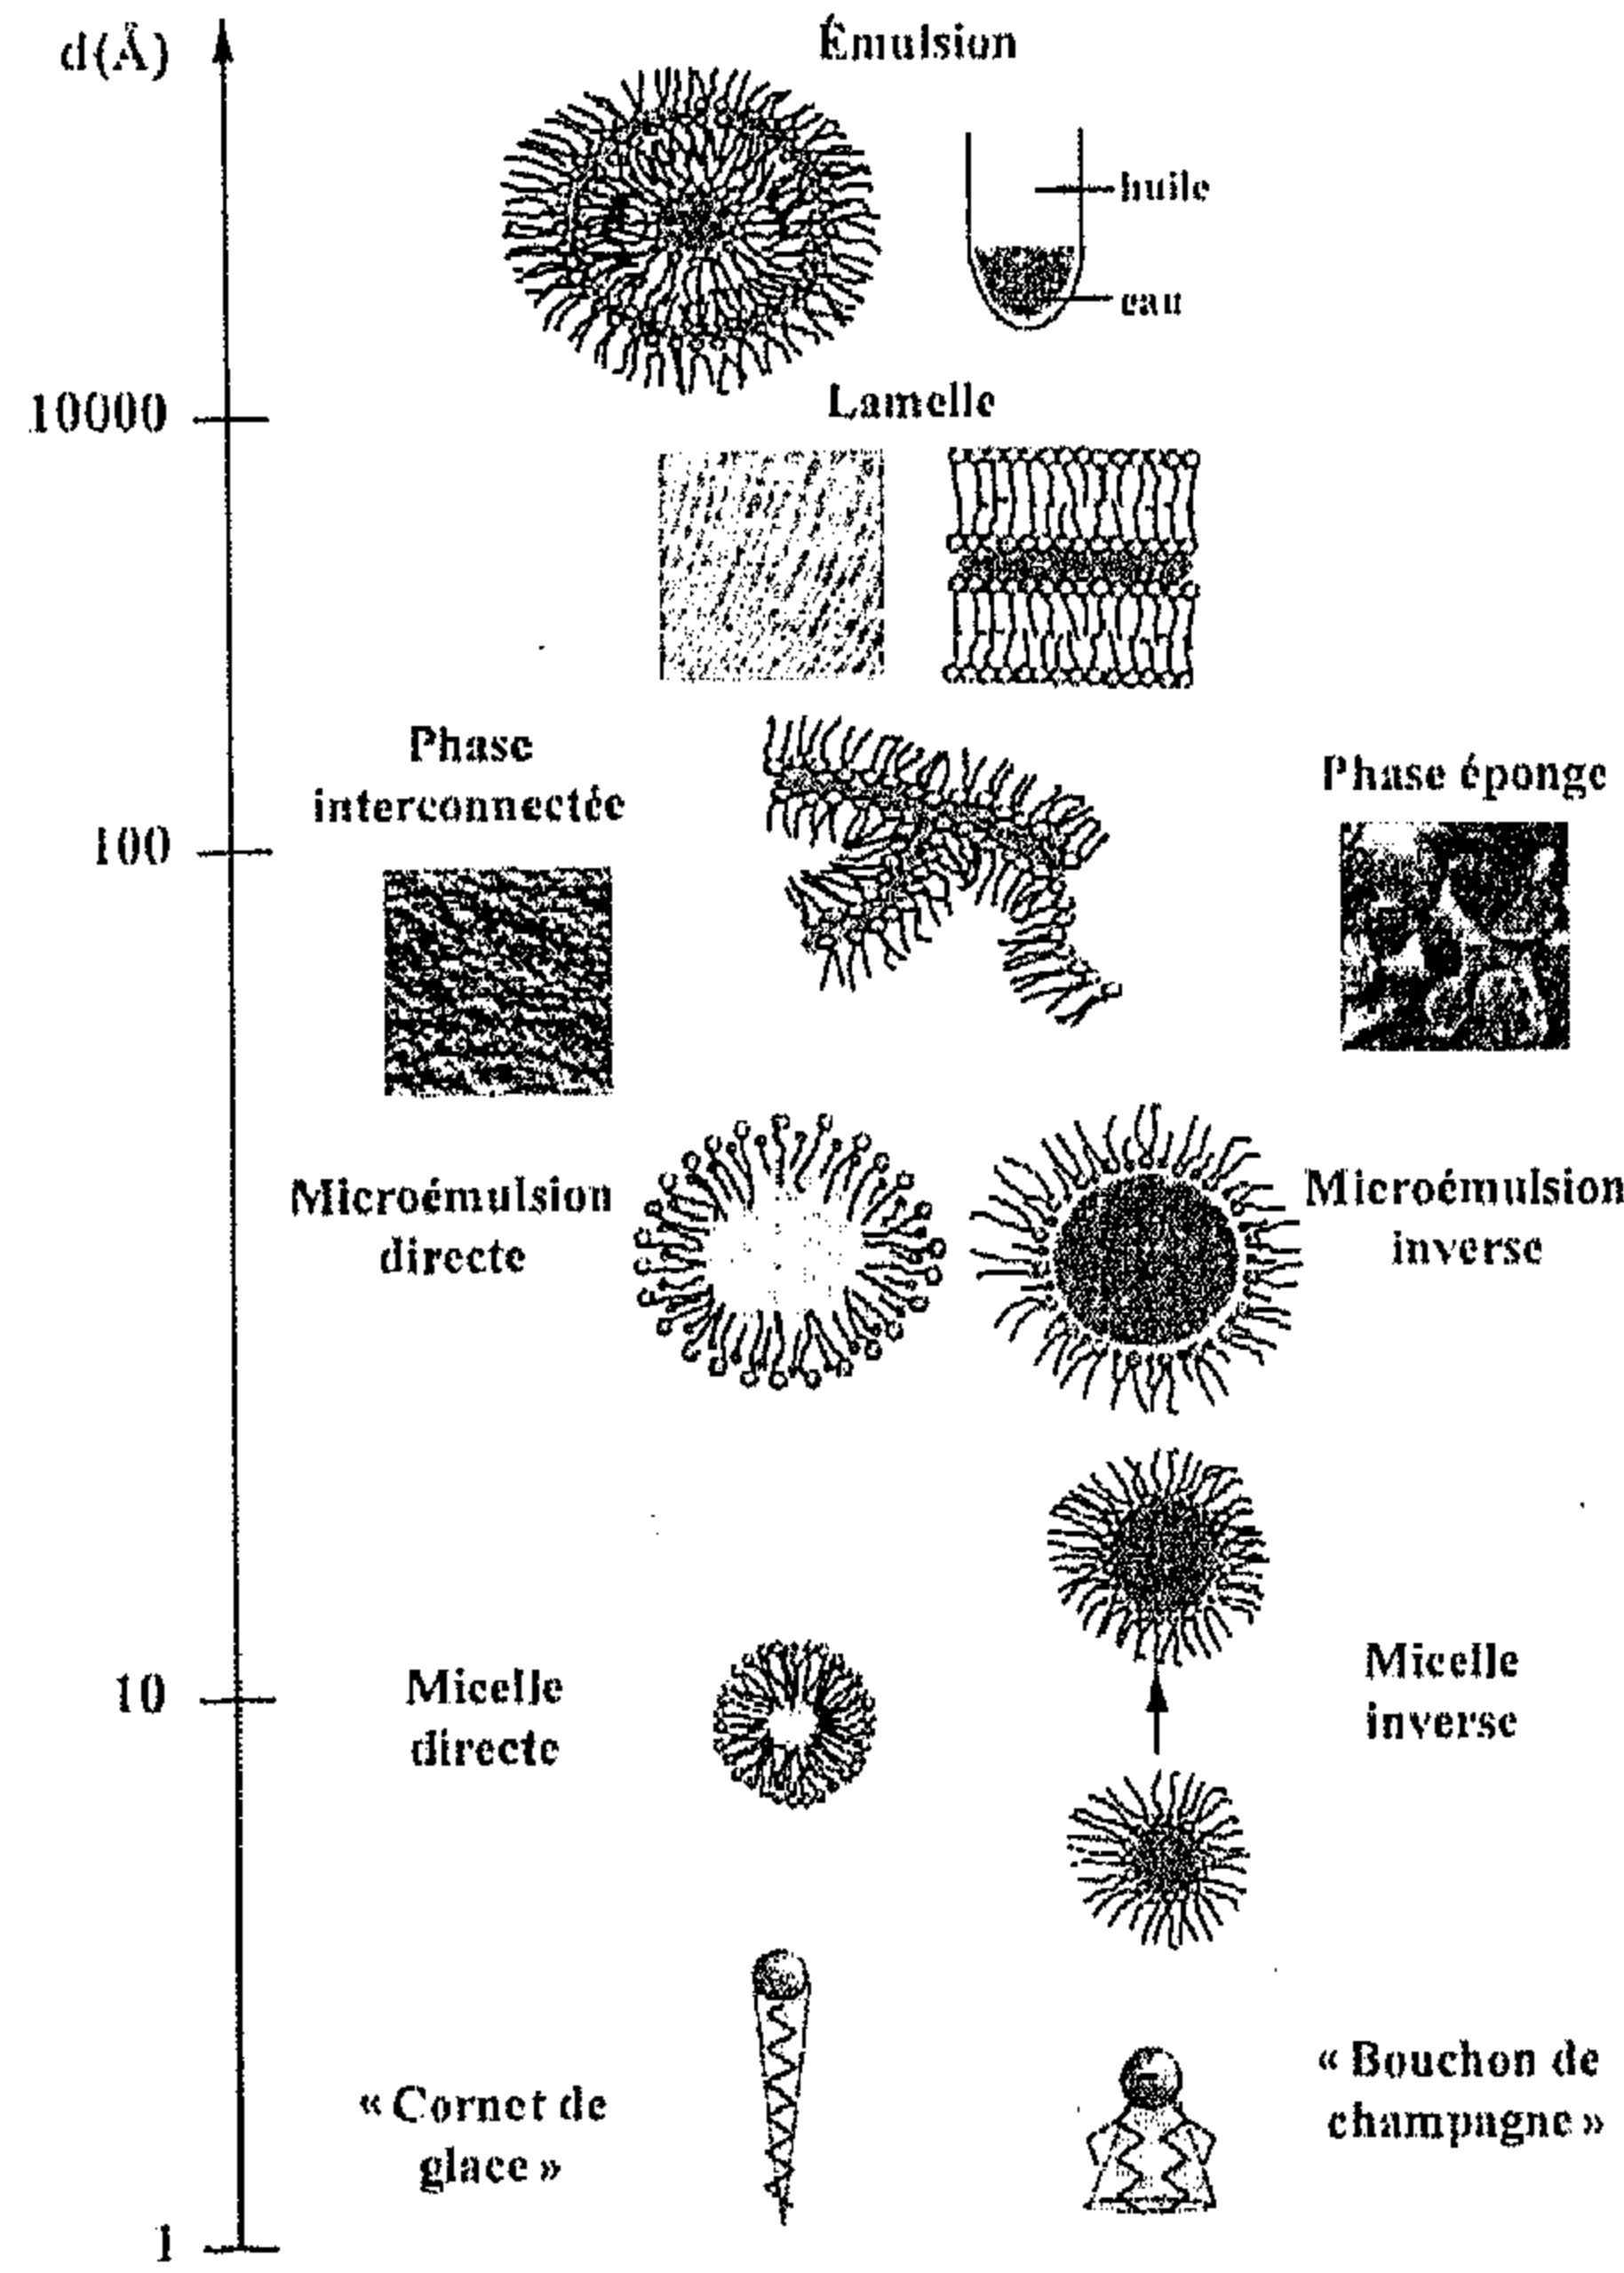 d(Å)
Émulsion
huile
eau
10000
Lamelle
Phase
interconnectée
Phase éponge
100
Microémulsion
directe
Microémulsion
inverse
10
Micelle
directe
Micelle
inverse
« Cornet de
glace »
« Bouchon de
champagne »
1